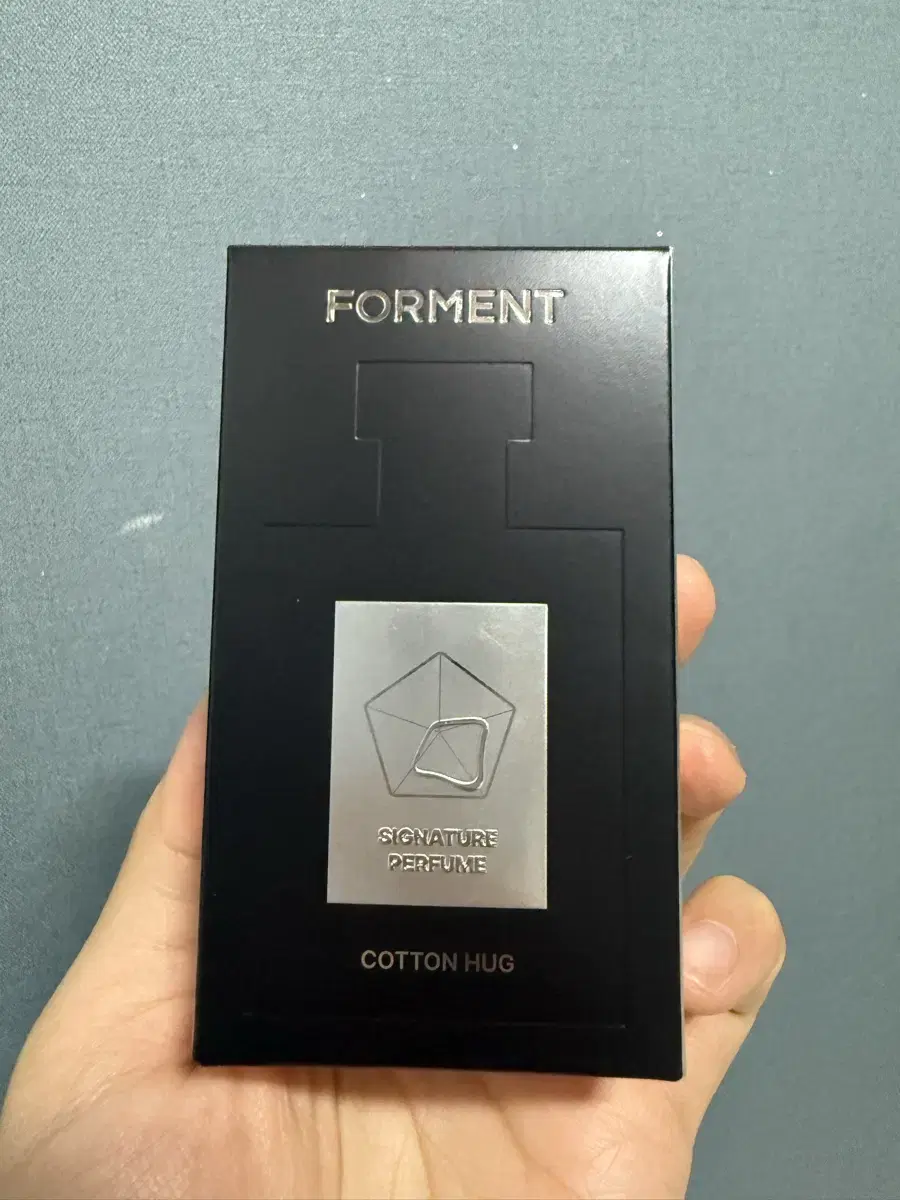 FORMENT
SIGNATURE
PERFUME
COTTON HUG